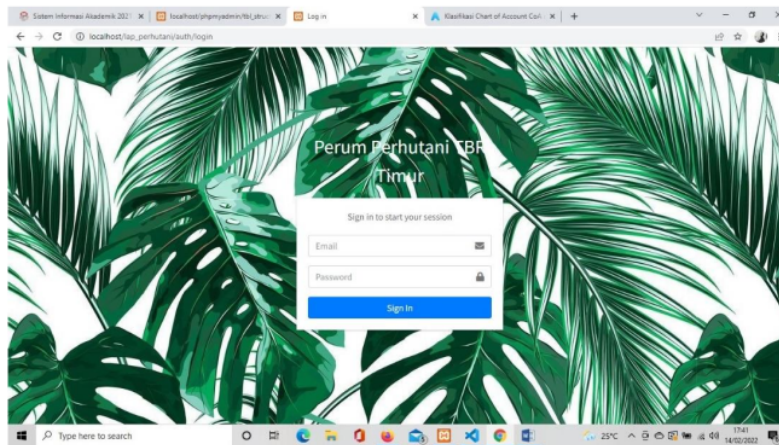 Sistem Informasi Akademik 2021
localhost/phpmyadmin/tbl_struc
Log in
Klasifikasi Chart of Account CoA
localhost/lap_perhutani/auth/login
Perum Perhutani TBR
Timur
Sign in to start your session
Email
Password
Sign In
Type here to search
25°C
17:41
14/02/2022